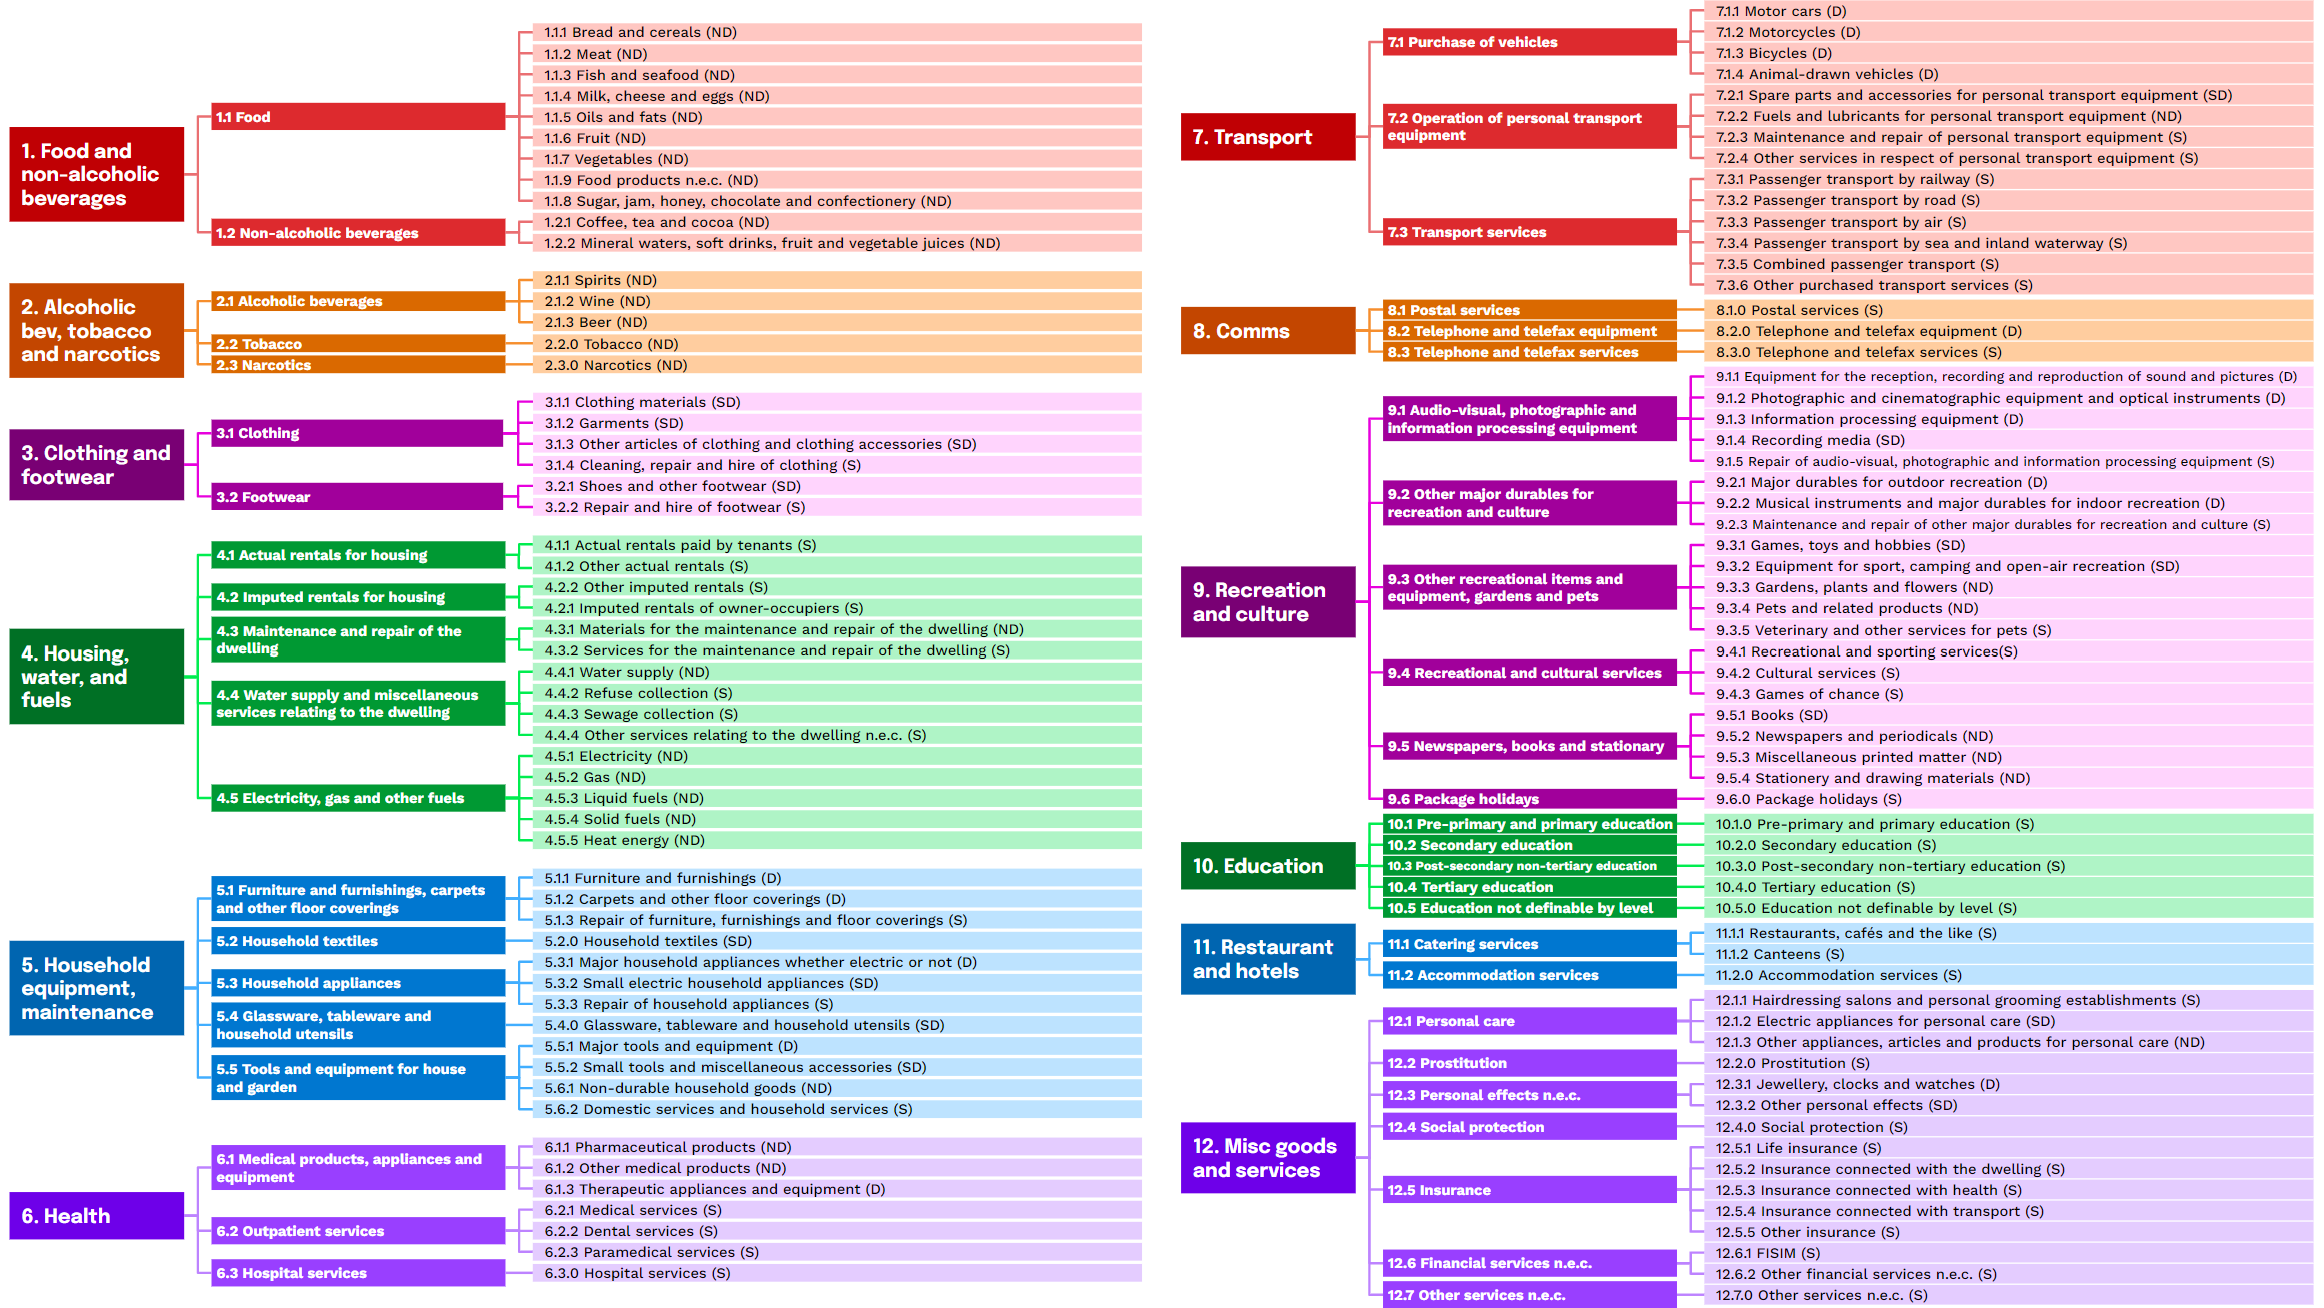 1. Food and
non-alcoholic
beverages
1.1 Food
1.1.1 Bread and cereals (ND)
1.1.2 Meat (ND)
1.1.3 Fish and seafood (ND)
1.1.4 Milk, cheese and eggs (ND)
1.1.5 Oils and fats (ND)
1.1.6 Fruit (ND)
1.1.7 Vegetables (ND)
1.1.9 Food products n.e.c. (ND)
1.1.8 Sugar, jam, honey, chocolate and confectionery (ND)
1.2 Non-alcoholic beverages
1.2.1 Coffee, tea and cocoa (ND)
1.2.2 Mineral waters, soft drinks, fruit and vegetable juices (ND)
2. Alcoholic
bev, tobacco
and narcotics
2.1 Alcoholic beverages
2.1.1 Spirits (ND)
2.1.2 Wine (ND)
2.1.3 Beer (ND)
2.2 Tobacco
2.2.0 Tobacco (ND)
2.3 Narcotics
2.3.0 Narcotics (ND)
3. Clothing and
footwear
3.1 Clothing
3.1.1 Clothing materials (SD)
3.1.2 Garments (SD)
3.1.3 Other articles of clothing and clothing accessories (SD)
3.1.4 Cleaning, repair and hire of clothing (S)
3.2 Footwear
3.2.1 Shoes and other footwear (SD)
3.2.2 Repair and hire of footwear (S)
4. Housing,
water, and
fuels
4.1 Actual rentals for housing
4.1.1 Actual rentals paid by tenants (S)
4.1.2 Other actual rentals (S)
4.2 Imputed rentals for housing
4.2.2 Other imputed rentals (S)
4.2.1 Imputed rentals of owner-occupiers (S)
4.3 Maintenance and repair of the
dwelling
4.3.1 Materials for the maintenance and repair of the dwelling (ND)
4.3.2 Services for the maintenance and repair of the dwelling (S)
4.4 Water supply and miscellaneous
services relating to the dwelling
4.4.1 Water supply (ND)
4.4.2 Refuse collection (S)
4.4.3 Sewage collection (S)
4.4.4 Other services relating to the dwelling n.e.c. (S)
4.5 Electricity, gas and other fuels
4.5.1 Electricity (ND)
4.5.2 Gas (ND)
4.5.3 Liquid fuels (ND)
4.5.4 Solid fuels (ND)
4.5.5 Heat energy (ND)
5. Household
equipment,
maintenance
5.1 Furniture and furnishings, carpets
and other floor coverings
5.1.1 Furniture and furnishings (D)
5.1.2 Carpets and other floor coverings (D)
5.1.3 Repair of furniture, furnishings and floor coverings (S)
5.2 Household textiles
5.2.0 Household textiles (SD)
5.3 Household appliances
5.3.1 Major household appliances whether electric or not (D)
5.3.2 Small electric household appliances (SD)
5.3.3 Repair of household appliances (S)
5.4 Glassware, tableware and
household utensils
5.4.0 Glassware, tableware and household utensils (SD)
5.5 Tools and equipment for house
and garden
5.5.1 Major tools and equipment (D)
5.5.2 Small tools and miscellaneous accessories (SD)
5.6.1 Non-durable household goods (ND)
5.6.2 Domestic services and household services (S)
6. Health
6.1 Medical products, appliances and
equipment
6.1.1 Pharmaceutical products (ND)
6.1.2 Other medical products (ND)
6.1.3 Therapeutic appliances and equipment (D)
6.2 Outpatient services
6.2.1 Medical services (S)
6.2.2 Dental services (S)
6.2.3 Paramedical services (S)
6.3 Hospital services
6.3.0 Hospital services (S)
7. Transport
7.1 Purchase of vehicles
7.1.1 Motor cars (D)
7.1.2 Motorcycles (D)
7.1.3 Bicycles (D)
7.1.4 Animal-drawn vehicles (D)
7.2 Operation of personal transport
equipment
7.2.1 Spare parts and accessories for personal transport equipment (SD)
7.2.2 Fuels and lubricants for personal transport equipment (ND)
7.2.3 Maintenance and repair of personal transport equipment (S)
7.2.4 Other services in respect of personal transport equipment (S)
7.3 Transport services
7.3.1 Passenger transport by railway (S)
7.3.2 Passenger transport by road (S)
7.3.3 Passenger transport by air (S)
7.3.4 Passenger transport by sea and inland waterway (S)
7.3.5 Combined passenger transport (S)
7.3.6 Other purchased transport services (S)
8. Comms
8.1 Postal services
8.1.0 Postal services (S)
8.2 Telephone and telefax equipment
8.2.0 Telephone and telefax equipment (D)
8.3 Telephone and telefax services
8.3.0 Telephone and telefax services (S)
9. Recreation
and culture
9.1 Audio-visual, photographic and
information processing equipment
9.1.1 Equipment for the reception, recording and reproduction of sound and pictures (D)
9.1.2 Photographic and cinematographic equipment and optical instruments (D)
9.1.3 Information processing equipment (D)
9.1.4 Recording media (SD)
9.1.5 Repair of audio-visual, photographic and information processing equipment (S)
9.2 Other major durables for
recreation and culture
9.2.1 Major durables for outdoor recreation (D)
9.2.2 Musical instruments and major durables for indoor recreation (D)
9.2.3 Maintenance and repair of other major durables for recreation and culture (S)
9.3 Other recreational items and
equipment, gardens and pets
9.3.1 Games, toys and hobbies (SD)
9.3.2 Equipment for sport, camping and open-air recreation (SD)
9.3.3 Gardens, plants and flowers (ND)
9.3.4 Pets and related products (ND)
9.3.5 Veterinary and other services for pets (S)
9.4 Recreational and cultural services
9.4.1 Recreational and sporting services(S)
9.4.2 Cultural services (S)
9.4.3 Games of chance (S)
9.5 Newspapers, books and stationary
9.5.1 Books (SD)
9.5.2 Newspapers and periodicals (ND)
9.5.3 Miscellaneous printed matter (ND)
9.5.4 Stationery and drawing materials (ND)
9.6 Package holidays
9.6.0 Package holidays (S)
10. Education
10.1 Pre-primary and primary education
10.1.0 Pre-primary and primary education (S)
10.2 Secondary education
10.2.0 Secondary education (S)
10.3 Post-secondary non-tertiary education
10.3.0 Post-secondary non-tertiary education (S)
10.4 Tertiary education
10.4.0 Tertiary education (S)
10.5 Education not definable by level
10.5.0 Education not definable by level (S)
11. Restaurant
and hotels
11.1 Catering services
11.1.1 Restaurants, cafés and the like (S)
11.1.2 Canteens (S)
11.2 Accommodation services
11.2.0 Accommodation services (S)
12. Misc goods
and services
12.1 Personal care
12.1.1 Hairdressing salons and personal grooming establishments (S)
12.1.2 Electric appliances for personal care (SD)
12.1.3 Other appliances, articles and products for personal care (ND)
12.2 Prostitution
12.2.0 Prostitution (S)
12.3 Personal effects n.e.c.
12.3.1 Jewellery, clocks and watches (D)
12.3.2 Other personal effects (SD)
12.4 Social protection
12.4.0 Social protection (S)
12.5 Insurance
12.5.1 Life insurance (S)
12.5.2 Insurance connected with the dwelling (S)
12.5.3 Insurance connected with health (S)
12.5.4 Insurance connected with transport (S)
12.5.5 Other insurance (S)
12.6 Financial services n.e.c.
12.6.1 FISIM (S)
12.6.2 Other financial services n.e.c. (S)
12.7 Other services n.e.c.
12.7.0 Other services n.e.c. (S)